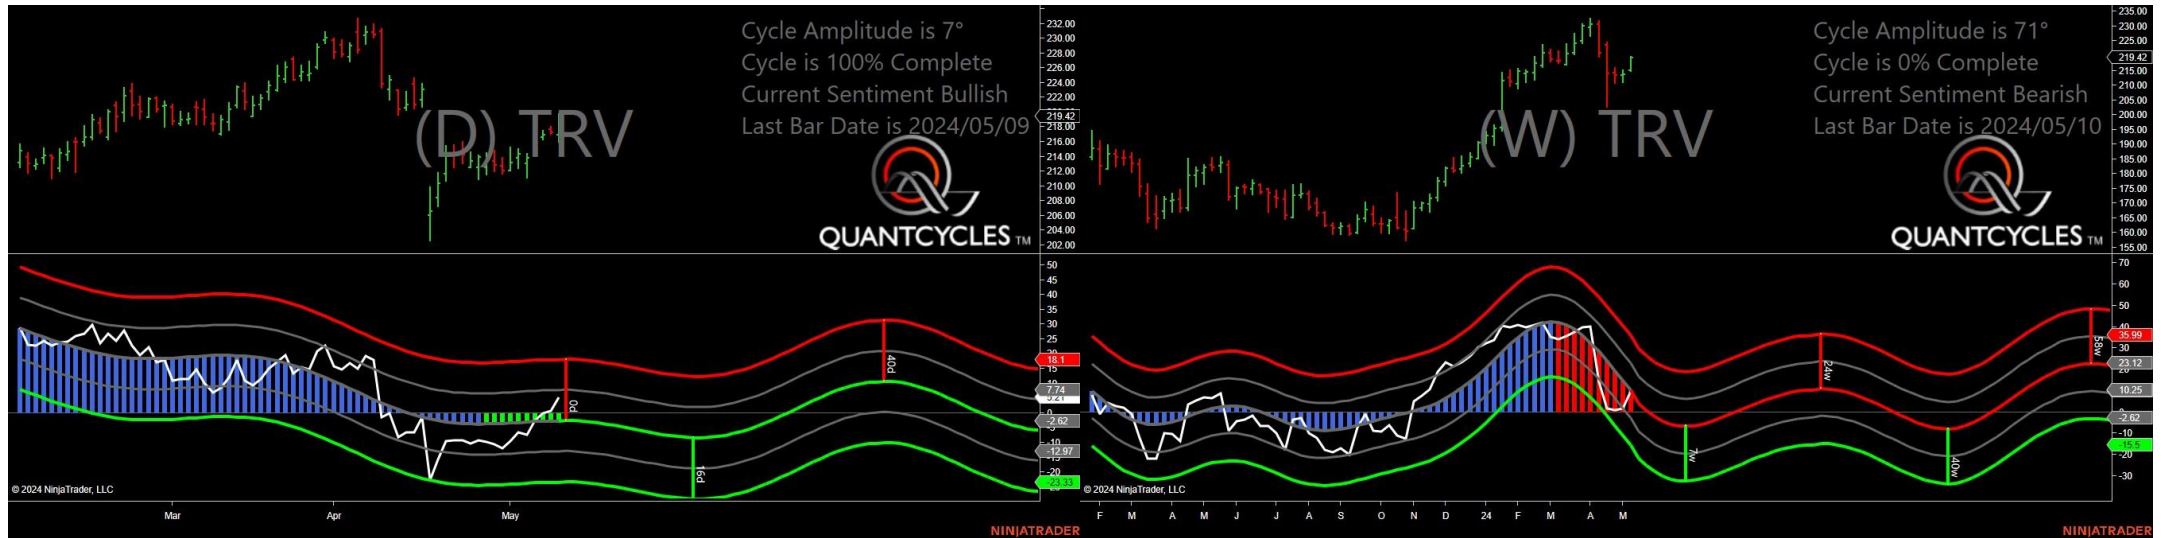 Cycle Amplitude is 7°
Cycle is 100% Complete
Current Sentiment Bullish
Last Bar Date is 2024/05/09
(D) TRV
QUANTCYCLES TM
232.00
230.00
228.00
226.00
224.00
222.00
219.42
218.00
216.00
214.00
212.00
210.00
208.00
206.00
204.00
202.00
50
45
40
35
30
25
18.1
15
7.74
0
-2.62
-10
-12.97
-20
-23.33
0d
16d
40d
© 2024 NinjaTrader, LLC
Mar
Apr
May
NINJATRADER
Cycle Amplitude is 71°
Cycle is 0% Complete
Current Sentiment Bearish
Last Bar Date is 2024/05/10
(W) TRV
QUANTCYCLES TM
235.00
230.00
225.00
219.42
215.00
210.00
205.00
200.00
195.00
190.00
185.00
180.00
175.00
170.00
165.00
160.00
155.00
70
60
50
35.99
30
23.12
10.25
-2.62
-10
-15.5
-20
-30
7w
24w
40w
58w
© 2024 NinjaTrader, LLC
F M A M J J A S O N D 24 F M A M
NINJATRADER